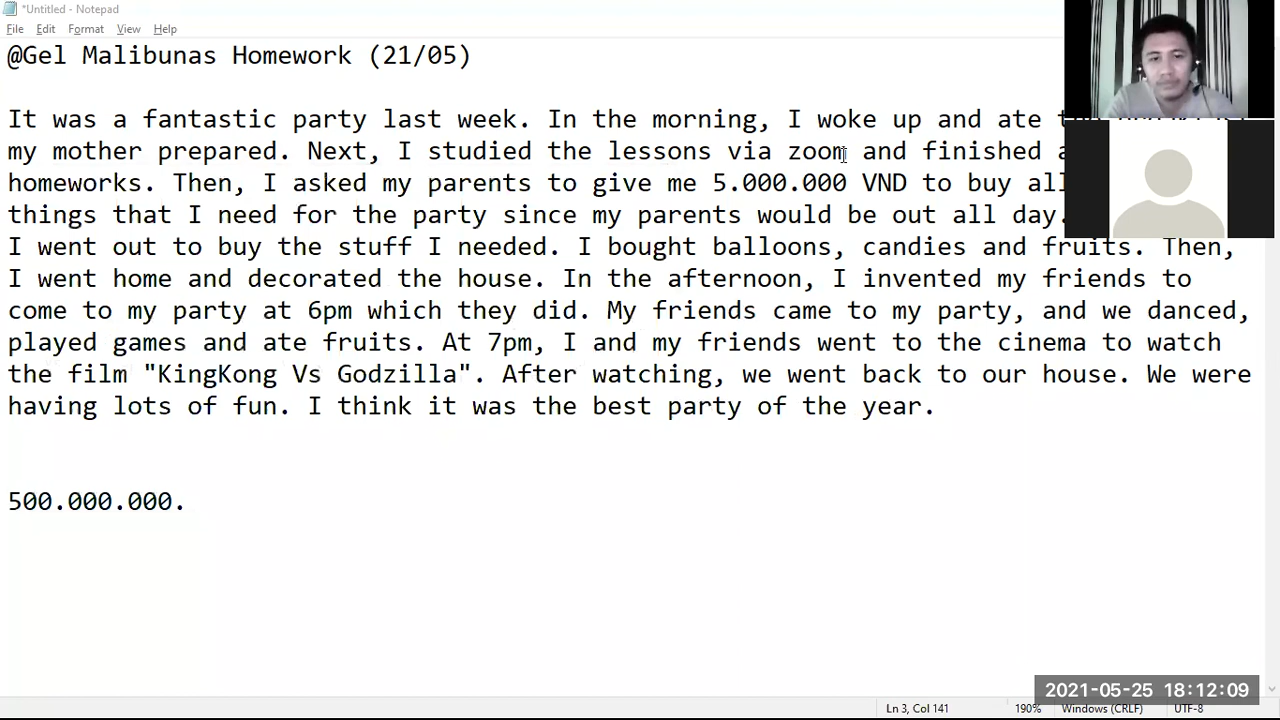 *Untitled - Notepad
File Edit Format View Help
@Gel Malibunas Homework (21/05)
It was a fantastic party last week. In the morning, I woke up and ate
my mother prepared. Next, I studied the lessons via zoom and finished
homeworks. Then, I asked my parents to give me 5.000.000 VND to buy all
things that I need for the party since my parents would be out all day.
I went out to buy the stuff I needed. I bought balloons, candies and fruits. Then,
I went home and decorated the house. In the afternoon, I invented my friends to
come to my party at 6pm which they did. My friends came to my party, and we danced,
played games and ate fruits. At 7pm, I and my friends went to the cinema to watch
the film "KingKong Vs Godzilla". After watching, we went back to our house. We were
having lots of fun. I think it was the best party of the year.
500.000.000.
2021-05-25 18:12:09
Ln 3, Col 141 190% Windows (CRLF) UTF-8